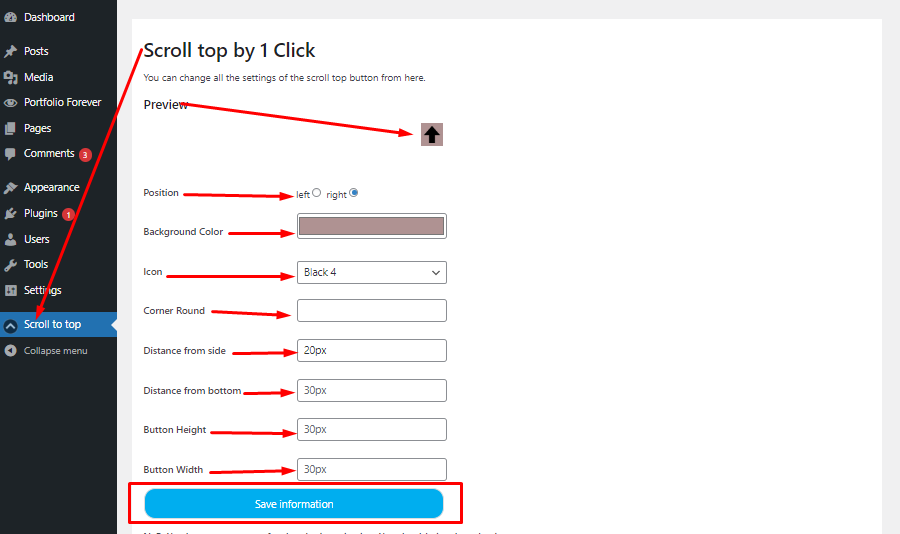 Dashboard
Posts
Media
Portfolio Forever
Pages
Comments 3
Appearance
Plugins 1
Users
Tools
Settings
Scroll to top
Collapse menu
Scroll top by 1 Click
You can change all the settings of the scroll top button from here.
Preview
Position left right
Background Color
Icon Black 4
Corner Round
Distance from side 20px
Distance from bottom 30px
Button Height 30px
Button Width 30px
Save information